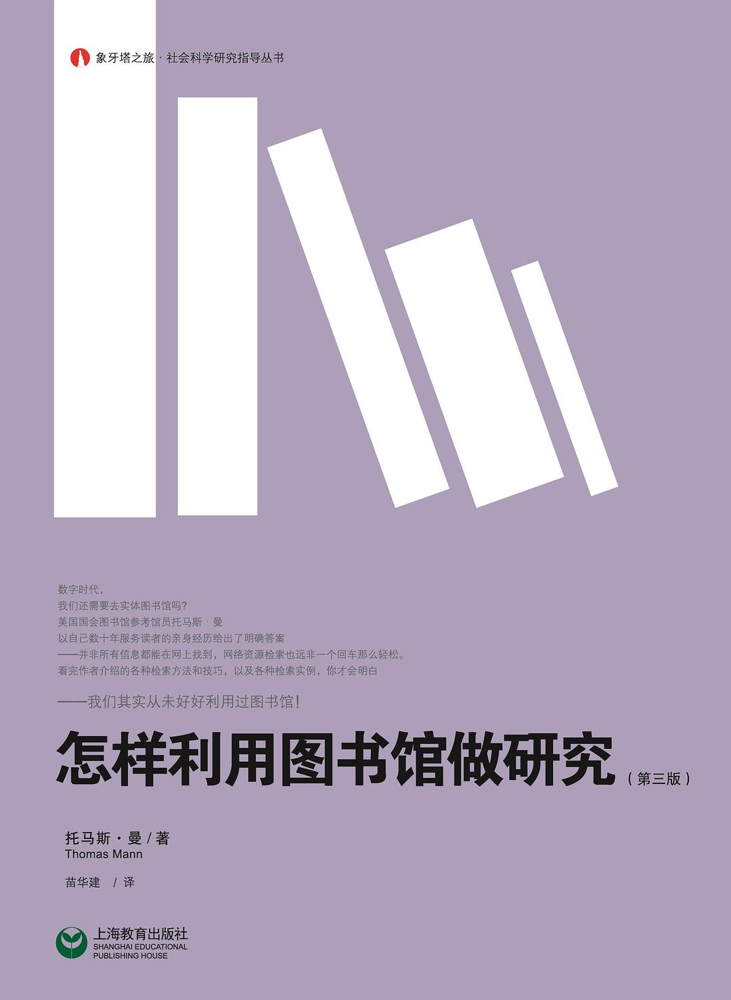 象牙塔之旅·社会科学研究指导丛书
数字时代，
我们还需要去实体图书馆吗？
美国国会图书馆参考馆员托马斯·曼
以自己数十年服务读者的亲身经历给出了明确答案
——并非所有信息都能在网上找到，网络资源检索也远非一个回车那么轻松。
看完作者介绍的各种检索方法和技巧，以及各种检索实例，你才会明白
——我们其实从未好好利用过图书馆！
怎样利用图书馆做研究（第三版）
托马斯·曼/著
Thomas Mann
苗华建 / 译
上海教育出版社
SHANGHAI EDUCATIONAL
PUBLISHING HOUSE